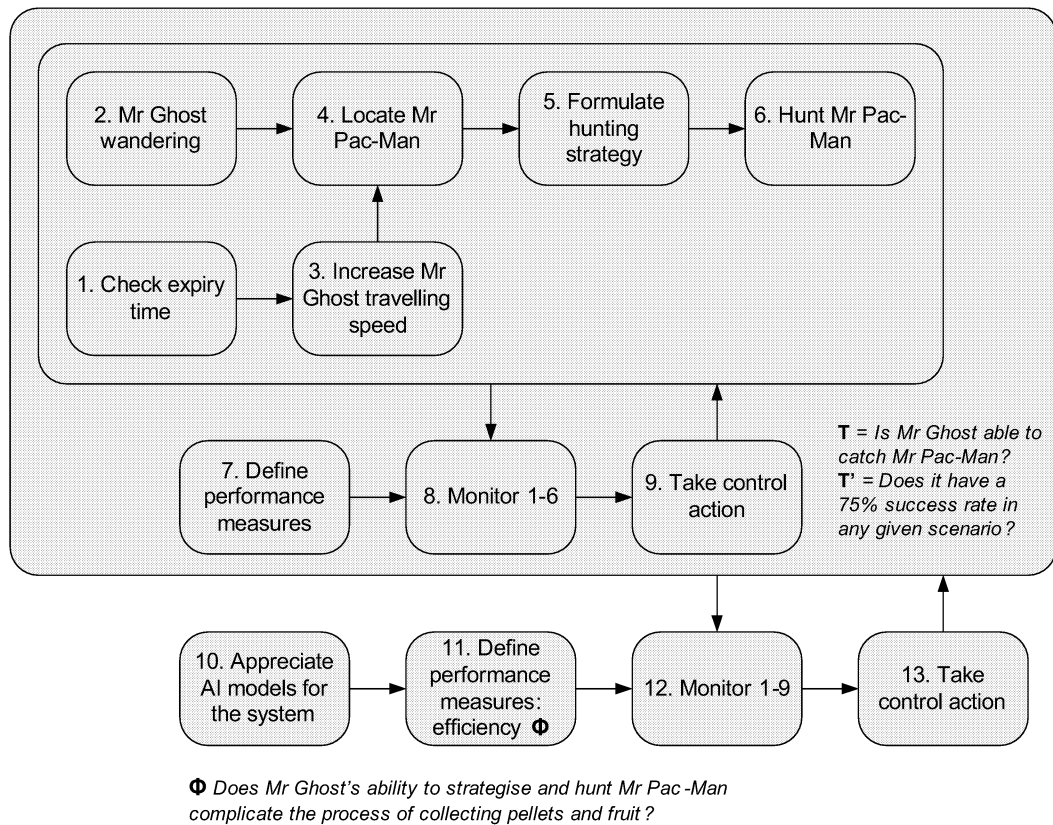 2. Mr Ghost
wandering
4. Locate Mr
Pac-Man
5. Formulate
hunting
strategy
6. Hunt Mr Pac-
Man
1. Check expiry
time
3. Increase Mr
Ghost travelling
speed
7. Define
performance
measures
8. Monitor 1-6
9. Take control
action
T = Is Mr Ghost able to
catch Mr Pac-Man?
T' = Does it have a
75% success rate in
any given scenario?
10. Appreciate
AI models for
the system
11. Define
performance
measures:
efficiency Φ
12. Monitor 1-9
13. Take
control action
Φ Does Mr Ghost's ability to strategise and hunt Mr Pac-Man
complicate the process of collecting pellets and fruit?